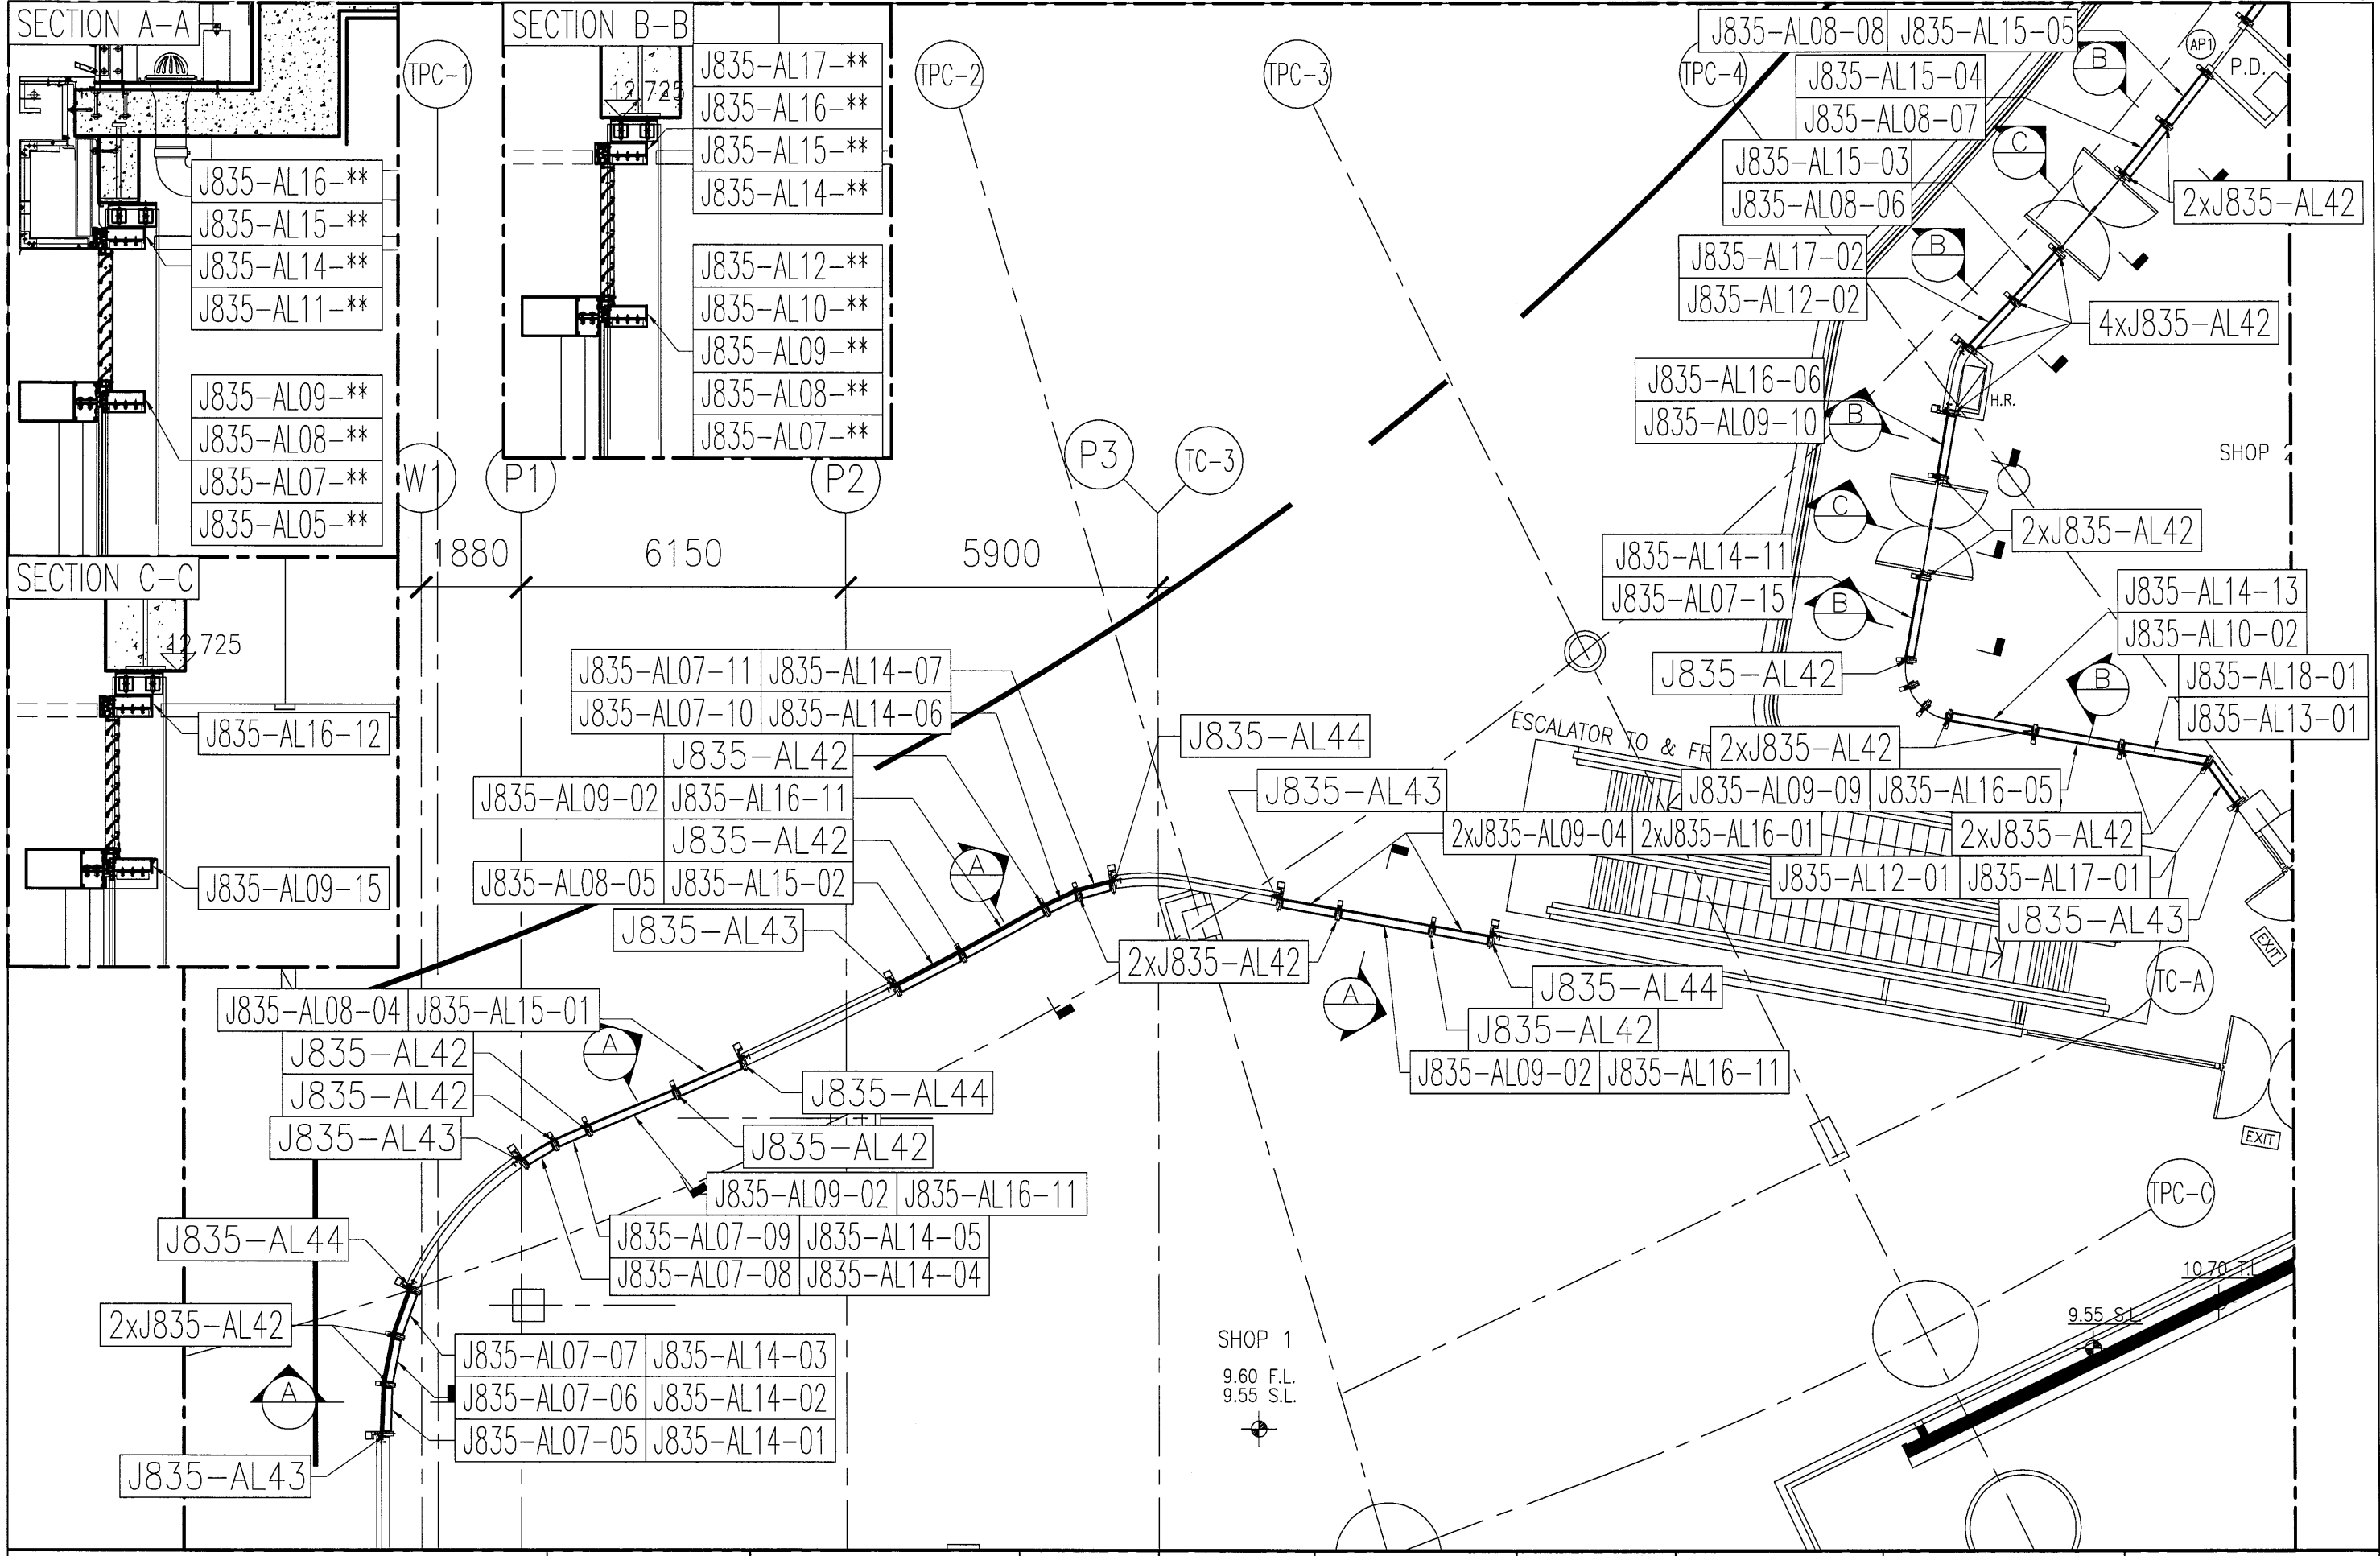 SECTION A-A
J835-AL16-**
J835-AL15-**
J835-AL14-**
J835-AL11-**
J835-AL09-**
J835-AL08-**
J835-AL07-**
J835-AL05-**
SECTION B-B
12,725
J835-AL17-**
J835-AL16-**
J835-AL15-**
J835-AL14-**
J835-AL12-**
J835-AL10-**
J835-AL09-**
J835-AL08-**
J835-AL07-**
SECTION C-C
12,725
J835-AL16-12
J835-AL09-15
TPC-1
TPC-2
TPC-3
TPC-4
W1
P1
P2
P3
TC-3
1880
6150
5900
J835-AL08-08 J835-AL15-05
J835-AL15-04
J835-AL08-07
J835-AL15-03
J835-AL08-06
J835-AL17-02
J835-AL12-02
J835-AL16-06
J835-AL09-10
J835-AL14-11
J835-AL07-15
J835-AL42
B
C
B
B
C
B
B
AP1
P.D.
2xJ835-AL42
4xJ835-AL42
H.R.
SHOP 2
2xJ835-AL42
J835-AL14-13
J835-AL10-02
J835-AL18-01
J835-AL13-01
ESCALATOR TO & FR
2xJ835-AL42
J835-AL09-09 J835-AL16-05
2xJ835-AL42
J835-AL12-01 J835-AL17-01
J835-AL43
EXIT
TC-A
EXIT
TPC-C
10.70 T.L
9.55 S.L.
J835-AL07-11 J835-AL14-07
J835-AL07-10 J835-AL14-06
J835-AL42
J835-AL09-02 J835-AL16-11
J835-AL42
J835-AL08-05 J835-AL15-02
J835-AL43
A
J835-AL44
J835-AL43
2xJ835-AL09-04 2xJ835-AL16-01
2xJ835-AL42
A
J835-AL44
J835-AL42
J835-AL09-02 J835-AL16-11
J835-AL08-04 J835-AL15-01
J835-AL42
J835-AL42
J835-AL43
A
J835-AL44
J835-AL42
J835-AL09-02 J835-AL16-11
J835-AL07-09 J835-AL14-05
J835-AL07-08 J835-AL14-04
J835-AL44
2xJ835-AL42
A
J835-AL07-07 J835-AL14-03
J835-AL07-06 J835-AL14-02
J835-AL07-05 J835-AL14-01
J835-AL43
SHOP 1
9.60 F.L.
9.55 S.L.